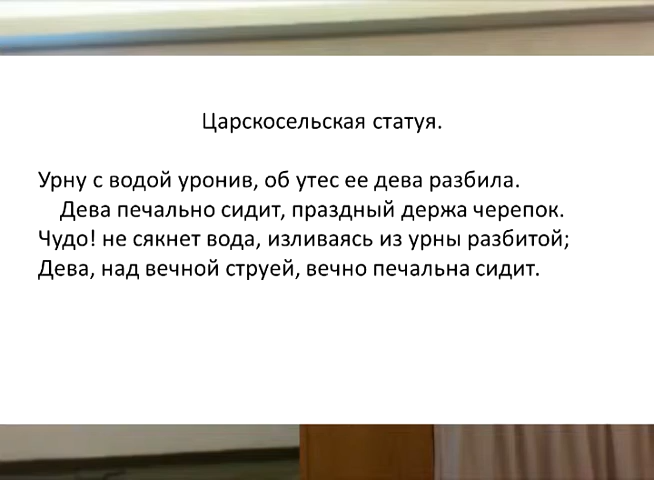 Царскосельская статуя.
Урну с водой уронив, об утес ее дева разбила.
Дева печально сидит, праздный держа черепок.
Чудо! не сякнет вода, изливаясь из урны разбитой;
Дева, над вечной струей, вечно печальна сидит.